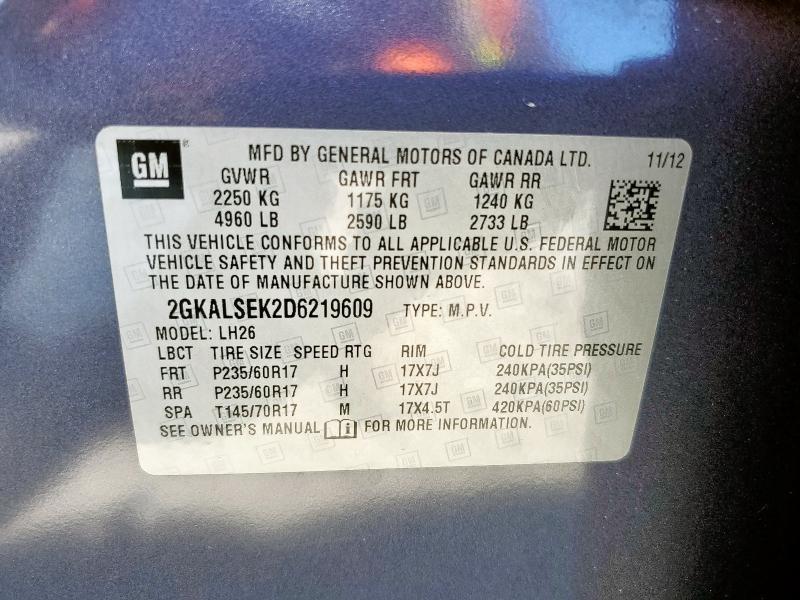 GM MFD BY GENERAL MOTORS OF CANADA LTD. 11/12
GVWR GAWR FRT GAWR RR
2250 KG 1175 KG 1240 KG
4960 LB 2590 LB 2733 LB
THIS VEHICLE CONFORMS TO ALL APPLICABLE U.S. FEDERAL MOTOR
VEHICLE SAFETY AND THEFT PREVENTION STANDARDS IN EFFECT ON
THE DATE OF MANUFACTURE SHOWN ABOVE.
2GKALSEK2D6219609 TYPE: M.P.V.
MODEL: LH26
LBCT TIRE SIZE SPEED RTG RIM COLD TIRE PRESSURE
FRT P235/60R17 H 17X7J 240KPA(35PSI)
RR P235/60R17 H 17X7J 240KPA(35PSI)
SPA T145/70R17 M 17X4.5T 420KPA(60PSI)
SEE OWNER'S MANUAL FOR MORE INFORMATION.